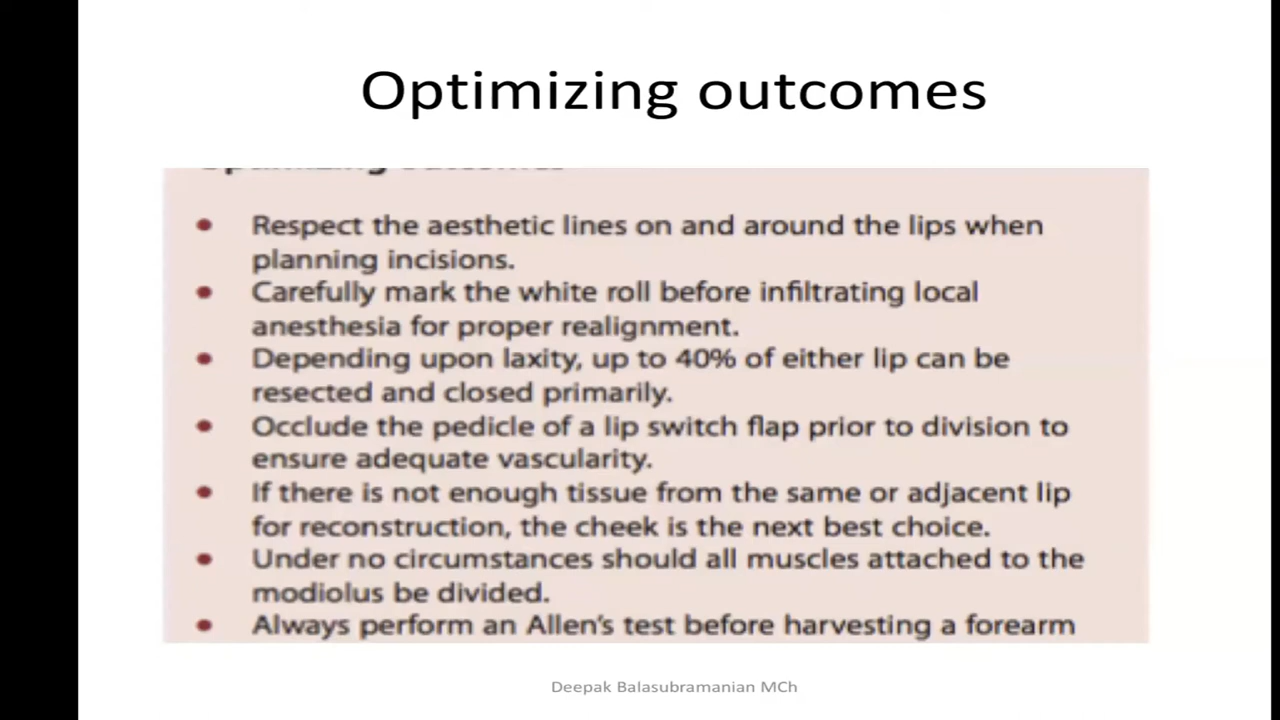 Optimizing outcomes
• Respect the aesthetic lines on and around the lips when
planning incisions.
• Carefully mark the white roll before infiltrating local
anesthesia for proper realignment.
• Depending upon laxity, up to 40% of either lip can be
resected and closed primarily.
• Occlude the pedicle of a lip switch flap prior to division to
ensure adequate vascularity.
• If there is not enough tissue from the same or adjacent lip
for reconstruction, the cheek is the next best choice.
• Under no circumstances should all muscles attached to the
modiolus be divided.
• Always perform an Allen's test before harvesting a forearm
Deepak Balasubramanian MCh